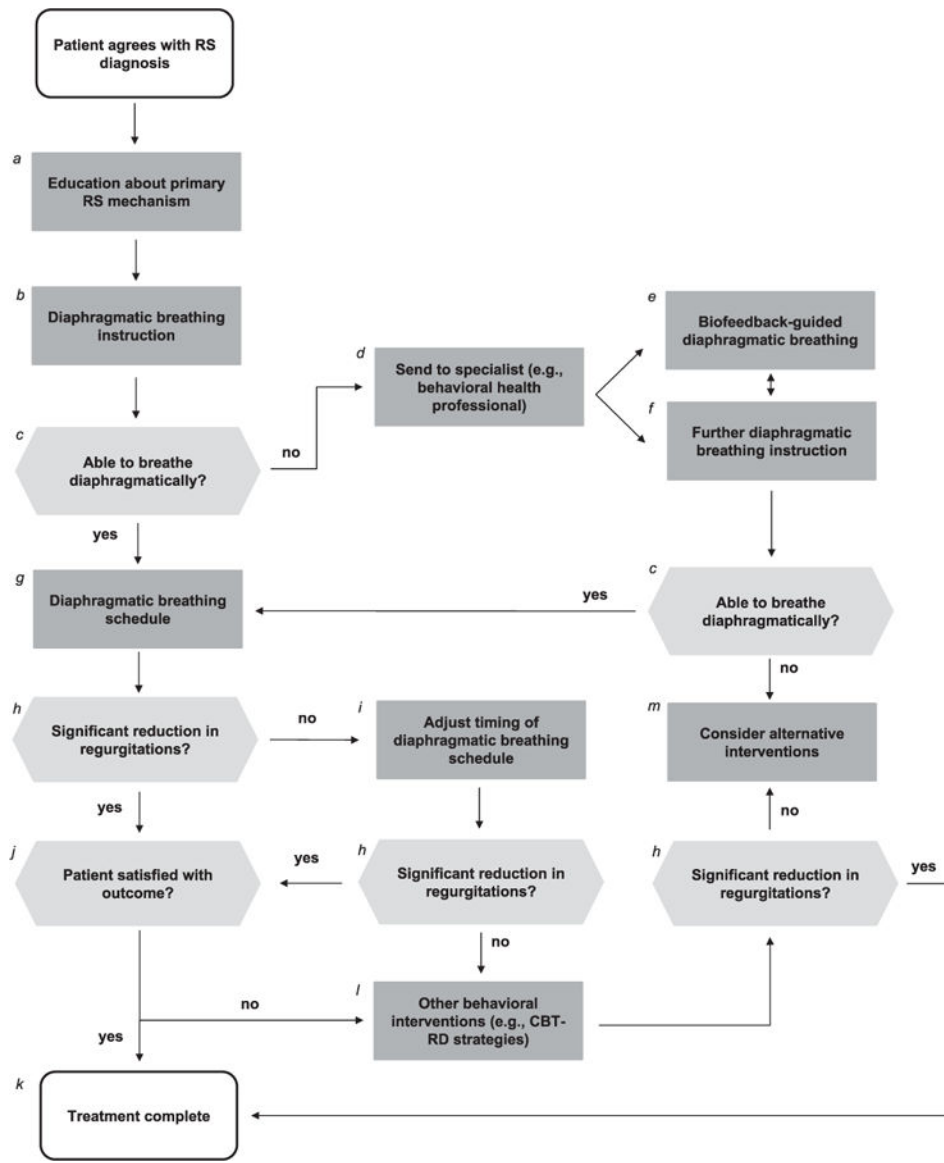 Patient agrees with RS
diagnosis
a
Education about primary
RS mechanism
b
Diaphragmatic breathing
instruction
c
Able to breathe
diaphragmatically?
no
yes
d
Send to specialist (e.g.,
behavioral health
professional)
e
Biofeedback-guided
diaphragmatic breathing
f
Further diaphragmatic
breathing instruction
c
Able to breathe
diaphragmatically?
yes
no
g
Diaphragmatic breathing
schedule
h
Significant reduction in
regurgitations?
no
yes
i
Adjust timing of
diaphragmatic breathing
schedule
m
Consider alternative
interventions
no
j
Patient satisfied with
outcome?
yes
h
Significant reduction in
regurgitations?
no
h
Significant reduction in
regurgitations?
yes
no
yes
l
Other behavioral
interventions (e.g., CBT-
RD strategies)
k
Treatment complete